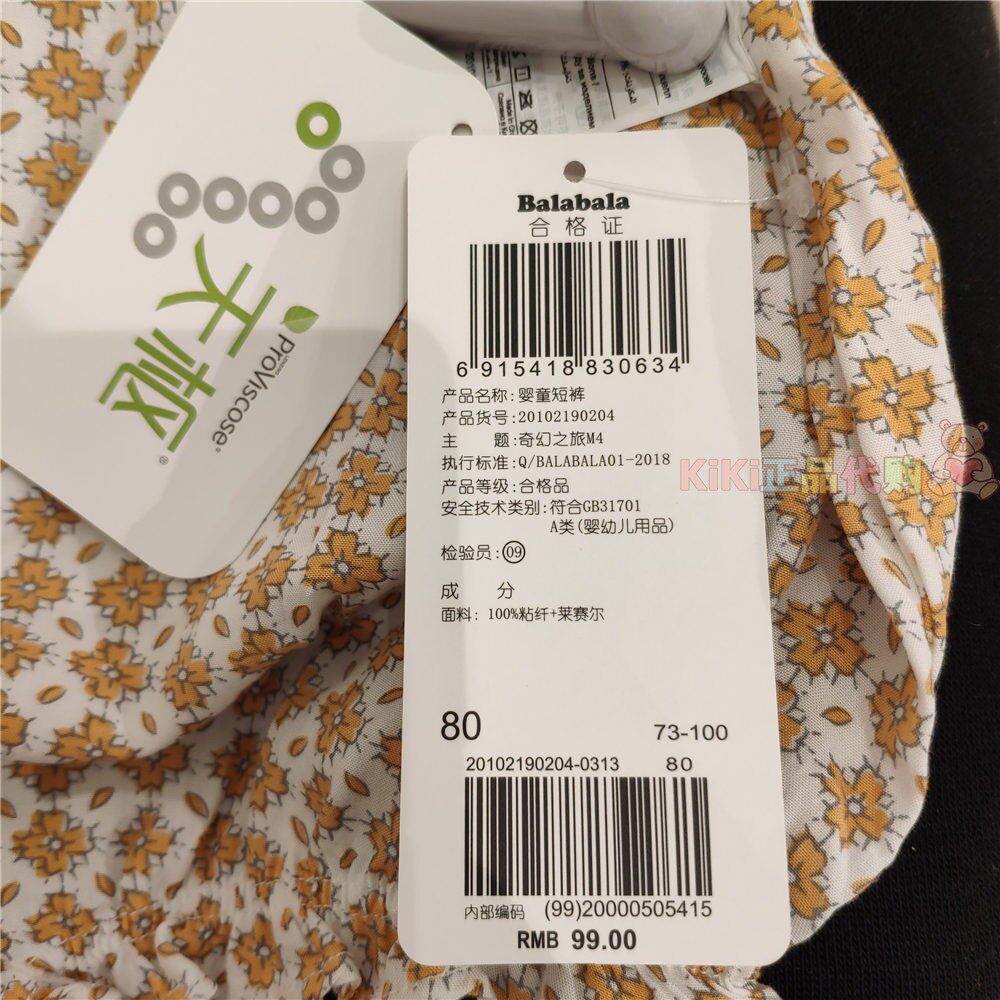 Balabala
合格证
6 915418 830634
产品名称:婴童短裤
产品货号:20102190204
主 题:奇幻之旅M4
执行标准:Q/BALABALA01-2018
产品等级:合格品
安全技术类别:符合GB31701
A类(婴幼儿用品)
检验员:09
成 分
面料: 100%粘纤+莱赛尔
80 73-100
20102190204-0313 80
内部编码 (99)20000505415
RMB 99.00
天柩®
ProViscose®
KiKi正品代购